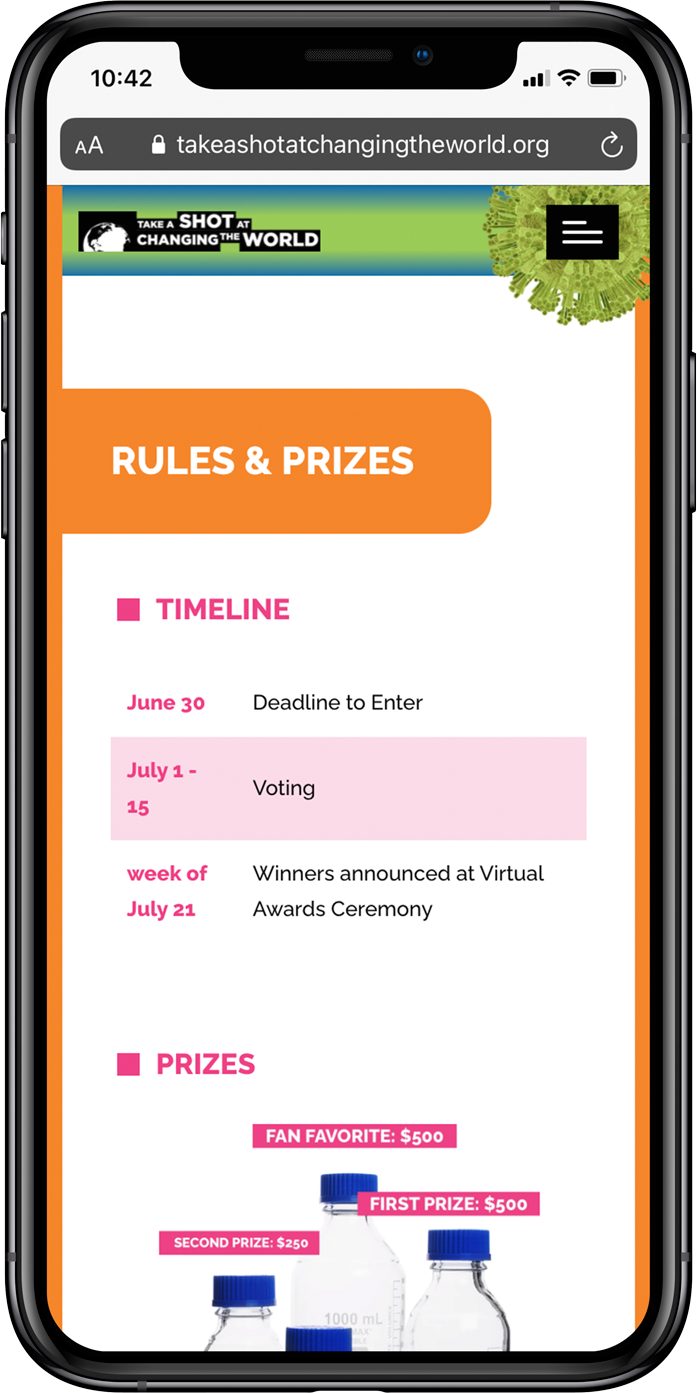 10:42
AA takeashotatchangingtheworld.org
TAKE A SHOT AT
CHANGING THE WORLD
RULES & PRIZES
TIMELINE
June 30 Deadline to Enter
July 1 -
15
Voting
week of
July 21
Winners announced at Virtual
Awards Ceremony
PRIZES
FAN FAVORITE: $500
FIRST PRIZE: $500
SECOND PRIZE: $250
1000 mL